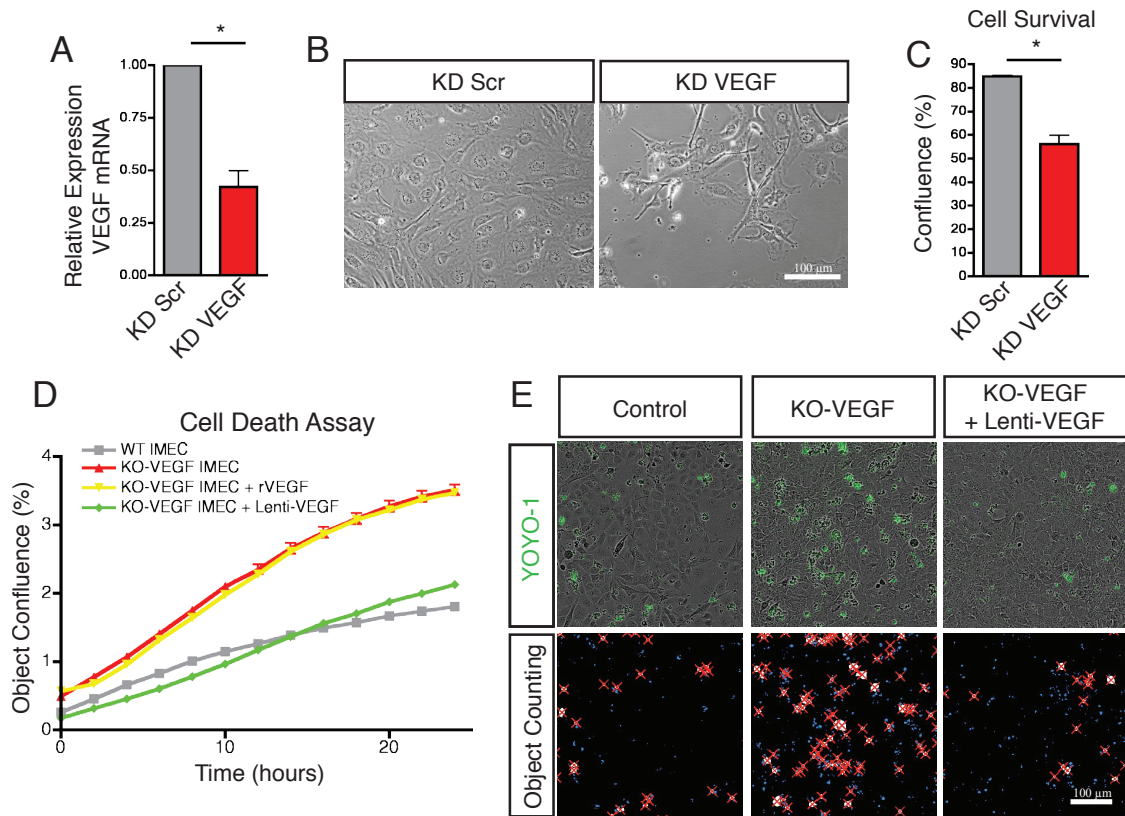 A
*
Relative Expression
VEGF mRNA
1.00
0.75
0.50
0.25
0.00
KD Scr
KD VEGF
B
KD Scr
KD VEGF
100 µm
C
Cell Survival
*
Confluence (%)
90
80
70
60
50
40
30
20
10
0
KD Scr
KD VEGF
D
Cell Death Assay
WT IMEC
KO-VEGF IMEC
KO-VEGF IMEC + rVEGF
KO-VEGF IMEC + Lenti-VEGF
Object Confluence (%)
4
3
2
1
0
0
10
20
Time (hours)
E
Control
KO-VEGF
KO-VEGF
+ Lenti-VEGF
YOYO-1
Object Counting
100 µm